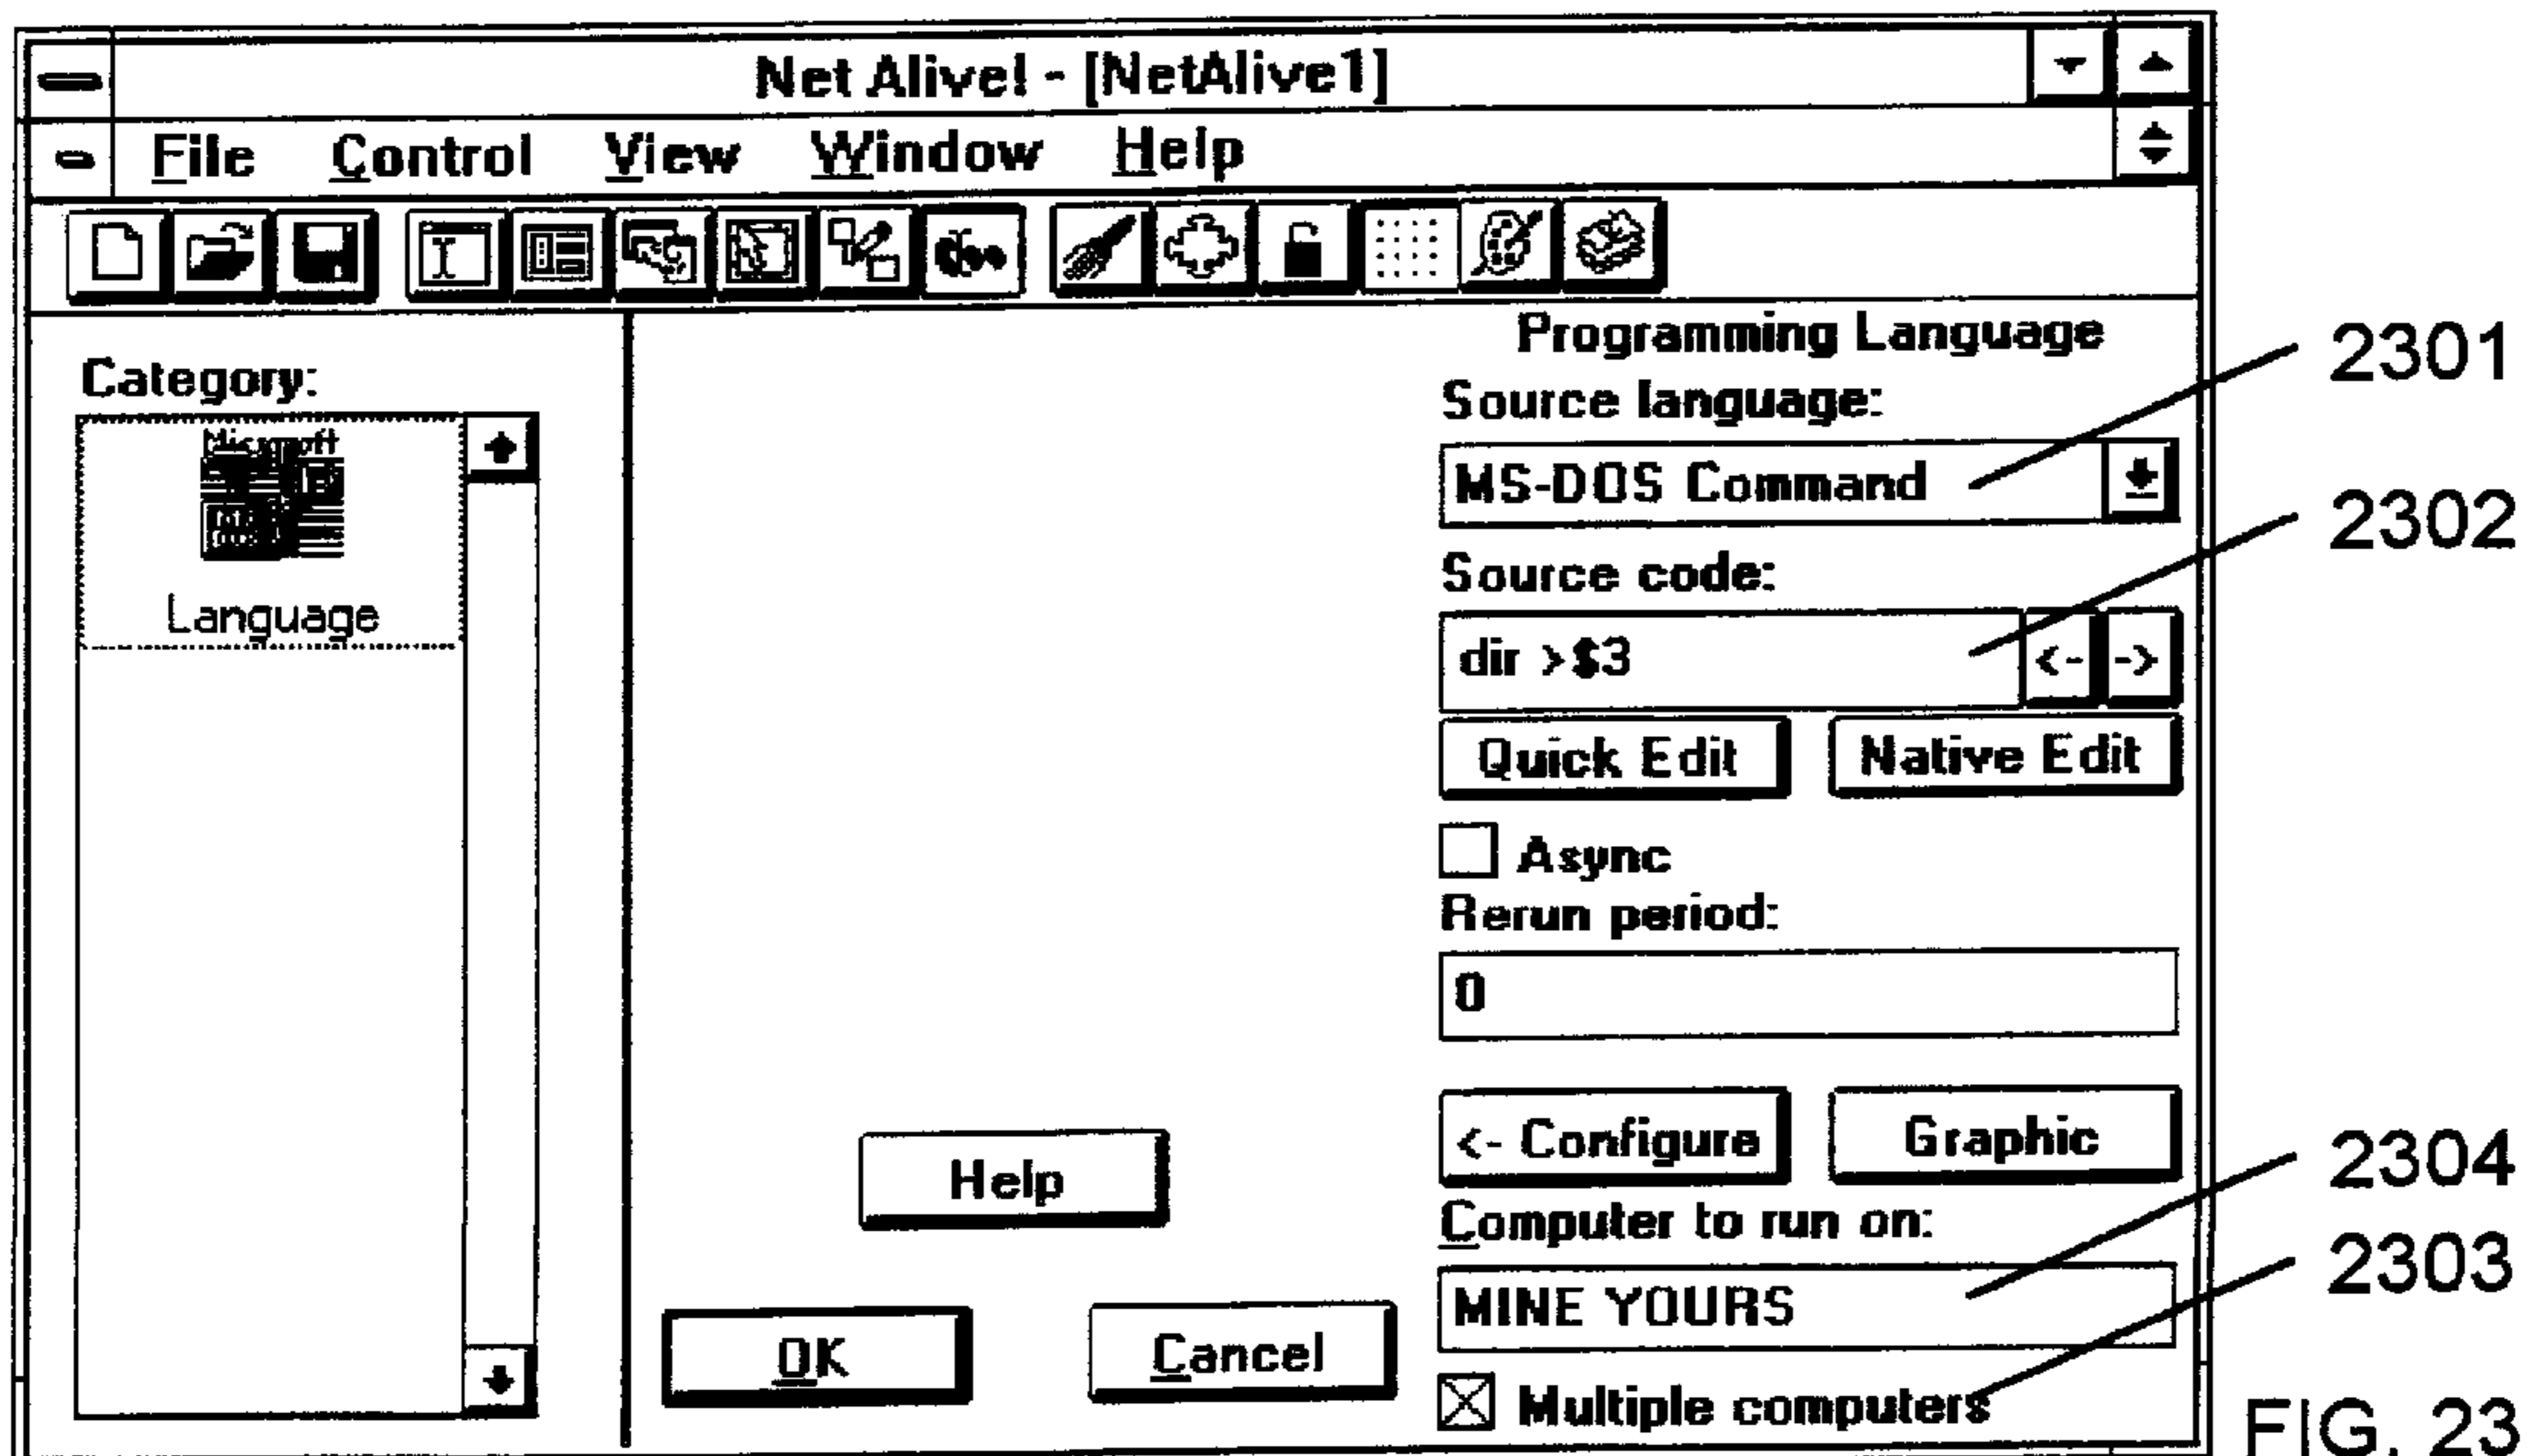 Net Alive! - [NetAlive1]
File Control View Window Help
Category:
Microsoft
Language
Programming Language
Source language:
MS-DOS Command
2301
Source code:
dir >$3
<- ->
2302
Quick Edit Native Edit
Async
Rerun period:
0
<- Configure Graphic
Help
Computer to run on:
2304
MINE YOURS
2303
OK Cancel
Multiple computers
FIG. 23